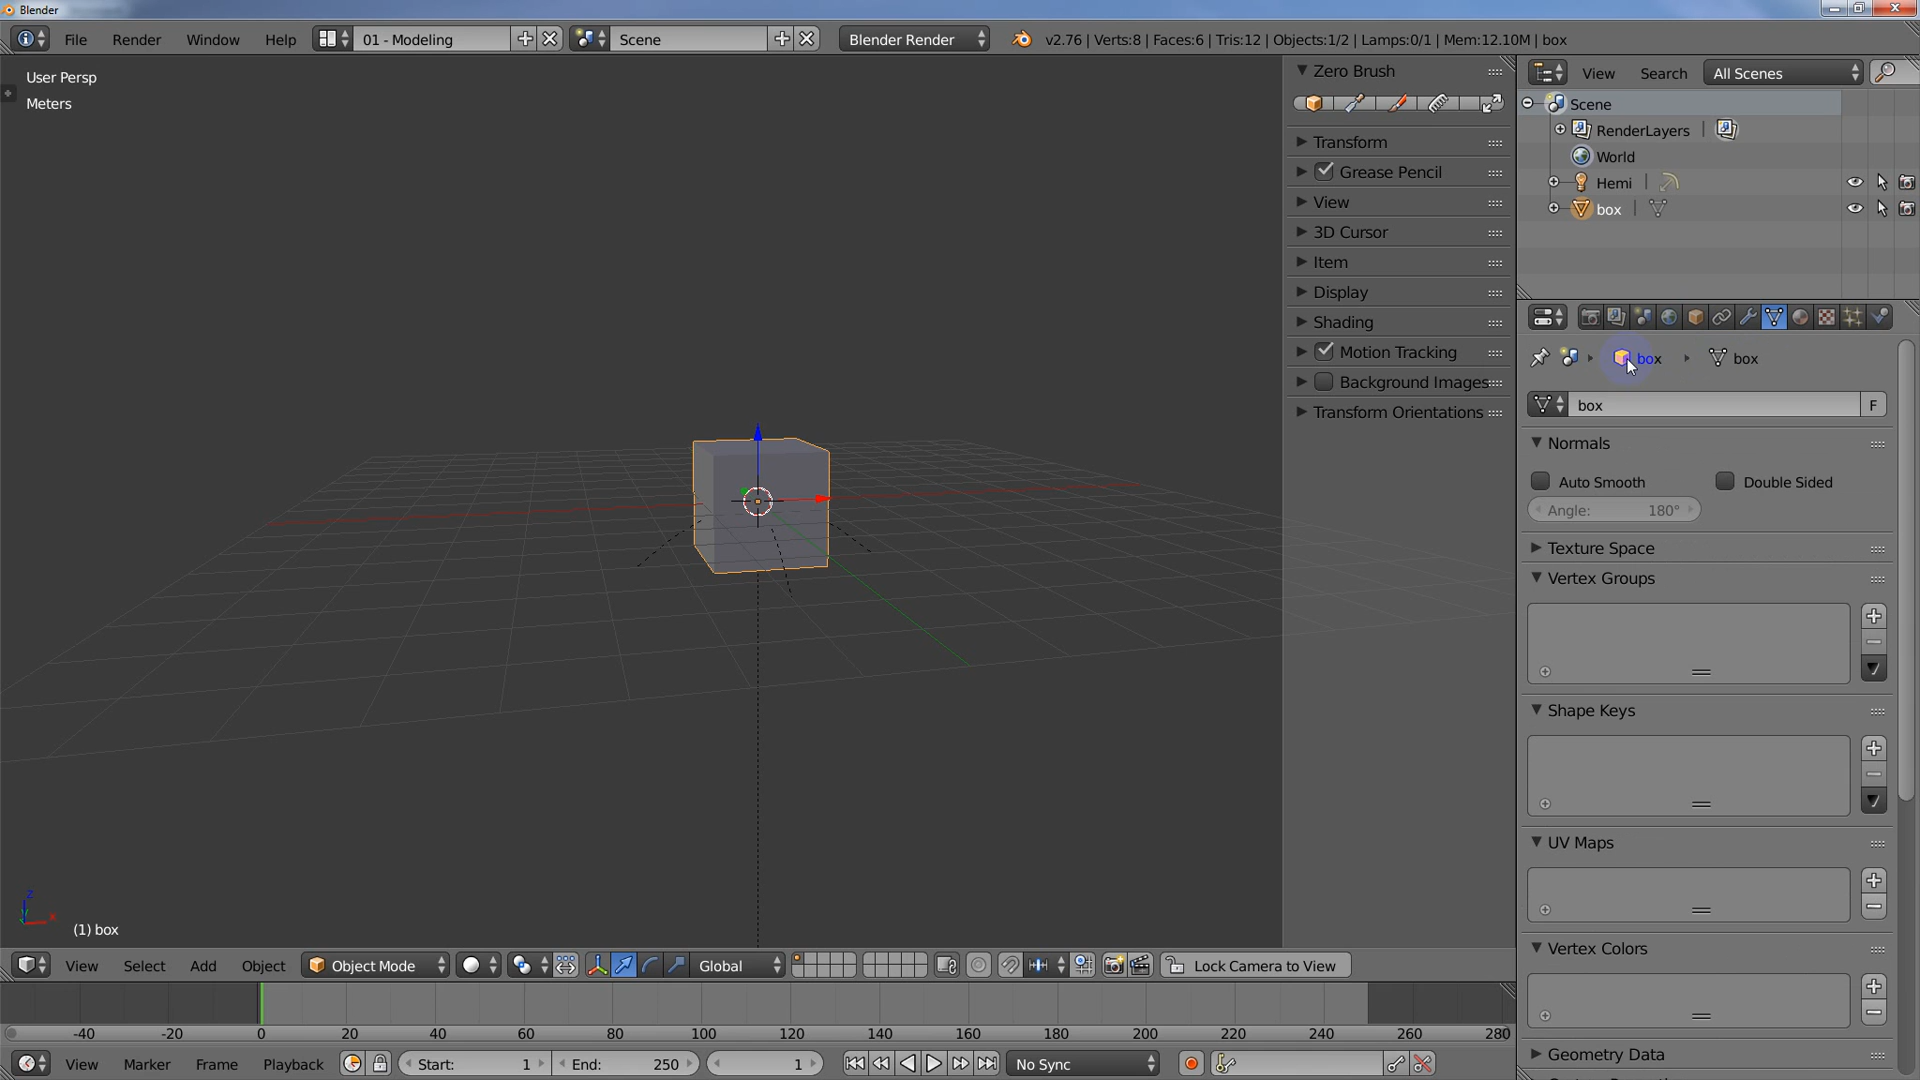 Blender
File Render Window Help 01 - Modeling Scene Blender Render v2.76 | Verts:8 | Faces:6 | Tris:12 | Objects:1/2 | Lamps:0/1 | Mem:12.10M | box
User Persp
Meters
(1) box
Zero Brush
Transform
Grease Pencil
View
3D Cursor
Item
Display
Shading
Motion Tracking
Background Images
Transform Orientations
View Search All Scenes
Scene
RenderLayers
World
Hemi
box
box box
box F
Normals
Auto Smooth Double Sided
Angle: 180°
Texture Space
Vertex Groups
Shape Keys
UV Maps
Vertex Colors
Geometry Data
View Select Add Object Object Mode Global Lock Camera to View
-40 -20 0 20 40 60 80 100 120 140 160 180 200 220 240 260 280
View Marker Frame Playback Start: 1 End: 250 1 No Sync
z
x